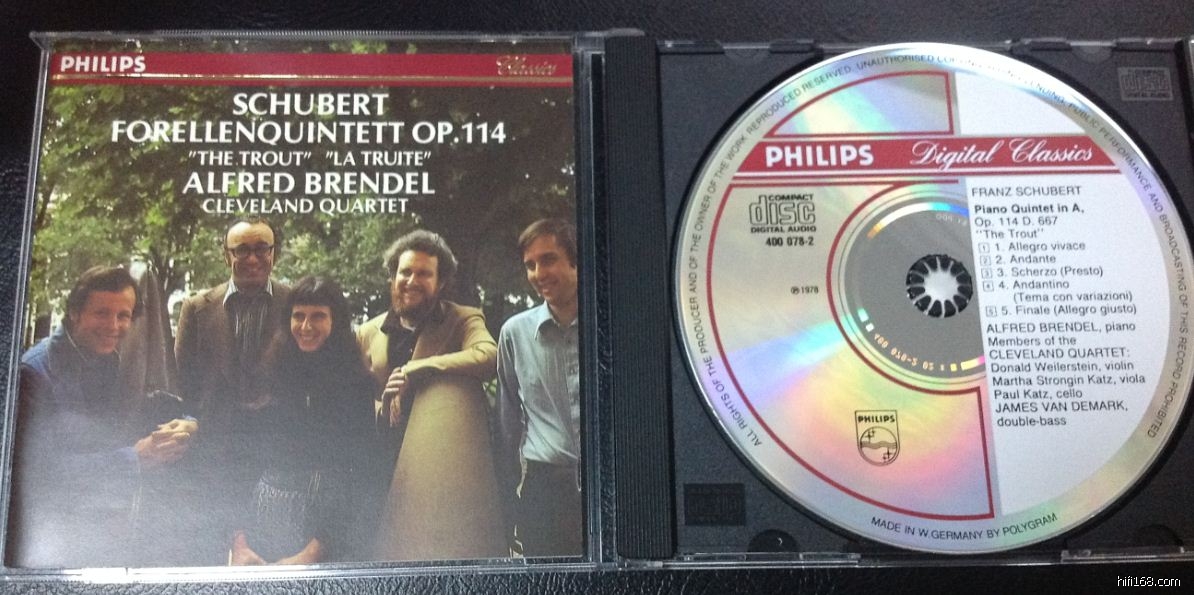 PHILIPS
Classics
SCHUBERT
FORELLENQUINTETT OP.114
"THE TROUT" "LA TRUITE"
ALFRED BRENDEL
CLEVELAND QUARTET
PHILIPS
Digital Classics
COMPACT
disc
DIGITAL AUDIO
400 078-2
℗ 1978
FRANZ SCHUBERT
Piano Quintet in A,
Op. 114 D. 667
"The Trout"
1 1. Allegro vivace
2 2. Andante
3 3. Scherzo (Presto)
4 4. Andantino
(Tema con variazioni)
5 5. Finale (Allegro giusto)
ALFRED BRENDEL, piano
Members of the
CLEVELAND QUARTET:
Donald Weilerstein, violin
Martha Strongin Katz, viola
Paul Katz, cello
JAMES VAN DEMARK,
double-bass
PHILIPS
ALL RIGHTS OF THE PRODUCER AND OF THE OWNER OF THE WORK REPRODUCED RESERVED. UNAUTHORISED LENDING, PUBLIC PERFORMANCE AND BROADCASTING OF THIS RECORD PROHIBITED
MADE IN W.GERMANY BY POLYGRAM
hifi168.com